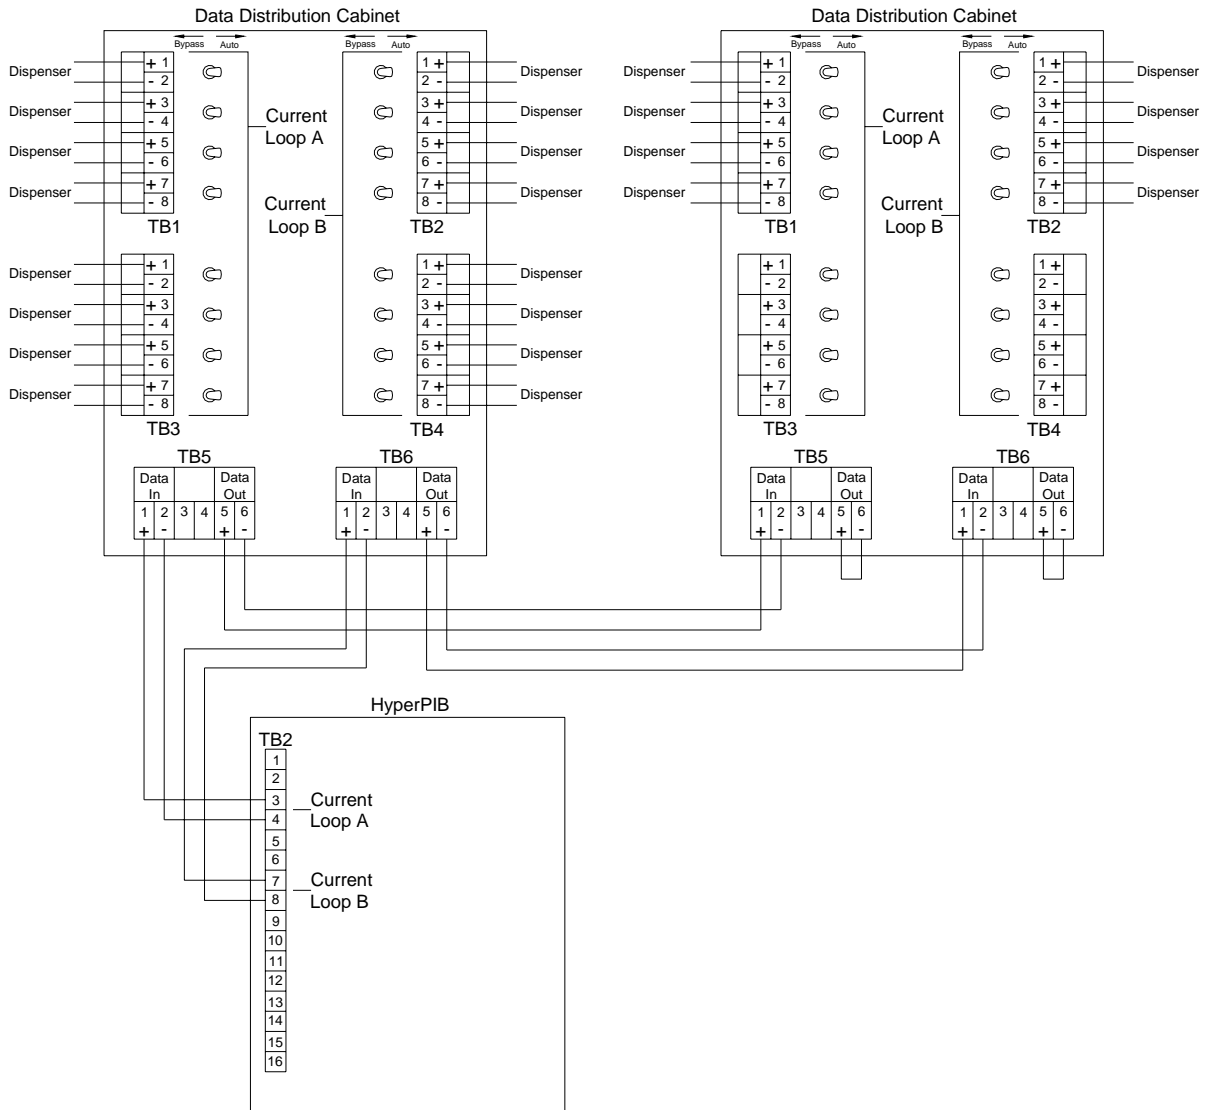 Data Distribution Cabinet
Bypass Auto Bypass Auto
Dispenser + 1 1 + Dispenser
- 2 2 -
Dispenser + 3 3 + Dispenser
- 4 4 -
Current
Loop A
Dispenser + 5 5 + Dispenser
- 6 6 -
Dispenser + 7 7 + Dispenser
- 8 8 -
Current
Loop B
TB1 TB2
Dispenser + 1 1 + Dispenser
- 2 2 -
Dispenser + 3 3 + Dispenser
- 4 4 -
Dispenser + 5 5 + Dispenser
- 6 6 -
Dispenser + 7 7 + Dispenser
- 8 8 -
TB3 TB4
TB5 TB6
Data In Data Out Data In Data Out
1 2 3 4 5 6 1 2 3 4 5 6
+ - + - + - + -
Data Distribution Cabinet
Bypass Auto Bypass Auto
Dispenser + 1 1 + Dispenser
- 2 2 -
Dispenser + 3 3 + Dispenser
- 4 4 -
Current
Loop A
Dispenser + 5 5 + Dispenser
- 6 6 -
Dispenser + 7 7 + Dispenser
- 8 8 -
Current
Loop B
TB1 TB2
+ 1 1 +
- 2 2 -
+ 3 3 +
- 4 4 -
+ 5 5 +
- 6 6 -
+ 7 7 +
- 8 8 -
TB3 TB4
TB5 TB6
Data In Data Out Data In Data Out
1 2 3 4 5 6 1 2 3 4 5 6
+ - + - + - + -
HyperPIB
TB2
1
2
3
4
Current
Loop A
5
6
7
8
Current
Loop B
9
10
11
12
13
14
15
16